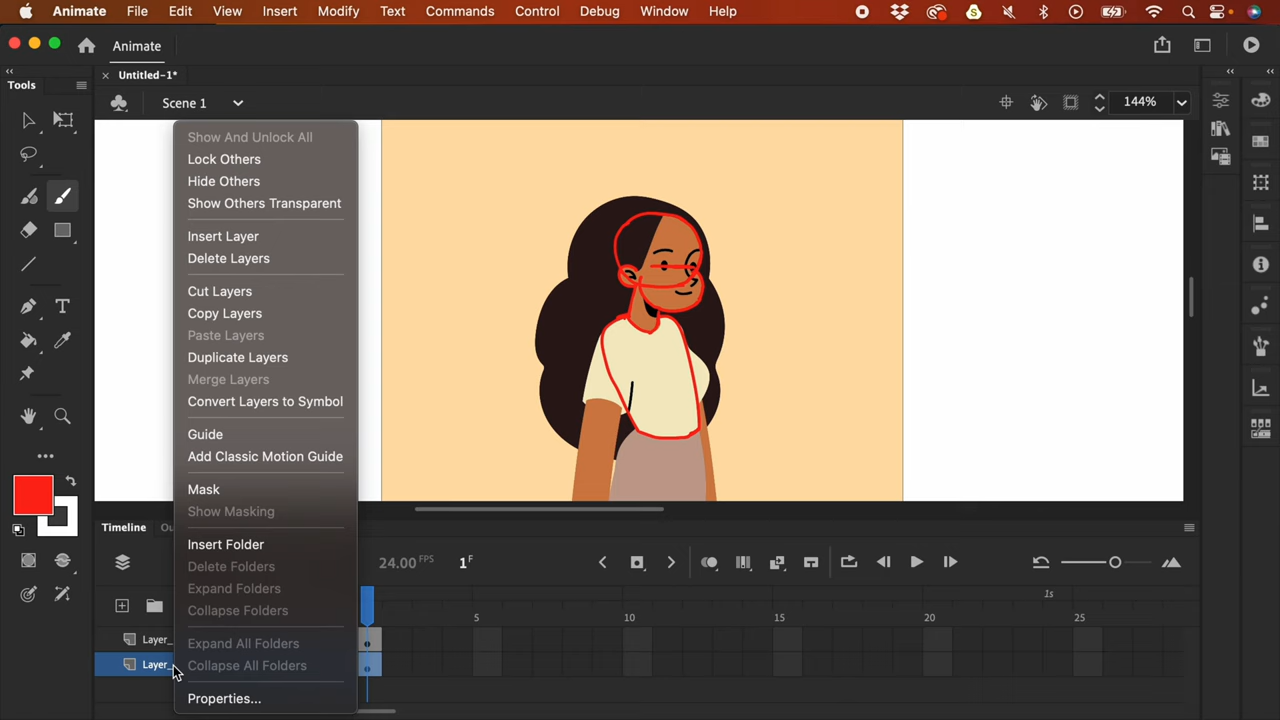 Animate File Edit View Insert Modify Text Commands Control Debug Window Help
Animate
Tools
Untitled-1*
Scene 1
144%
Show And Unlock All
Lock Others
Hide Others
Show Others Transparent
Insert Layer
Delete Layers
Cut Layers
Copy Layers
Paste Layers
Duplicate Layers
Merge Layers
Convert Layers to Symbol
Guide
Add Classic Motion Guide
Mask
Show Masking
Insert Folder
Delete Folders
Expand Folders
Collapse Folders
Expand All Folders
Collapse All Folders
Properties...
Timeline Ou
24.00 FPS 1 F
1s
5 10 15 20 25
Layer_
Layer_